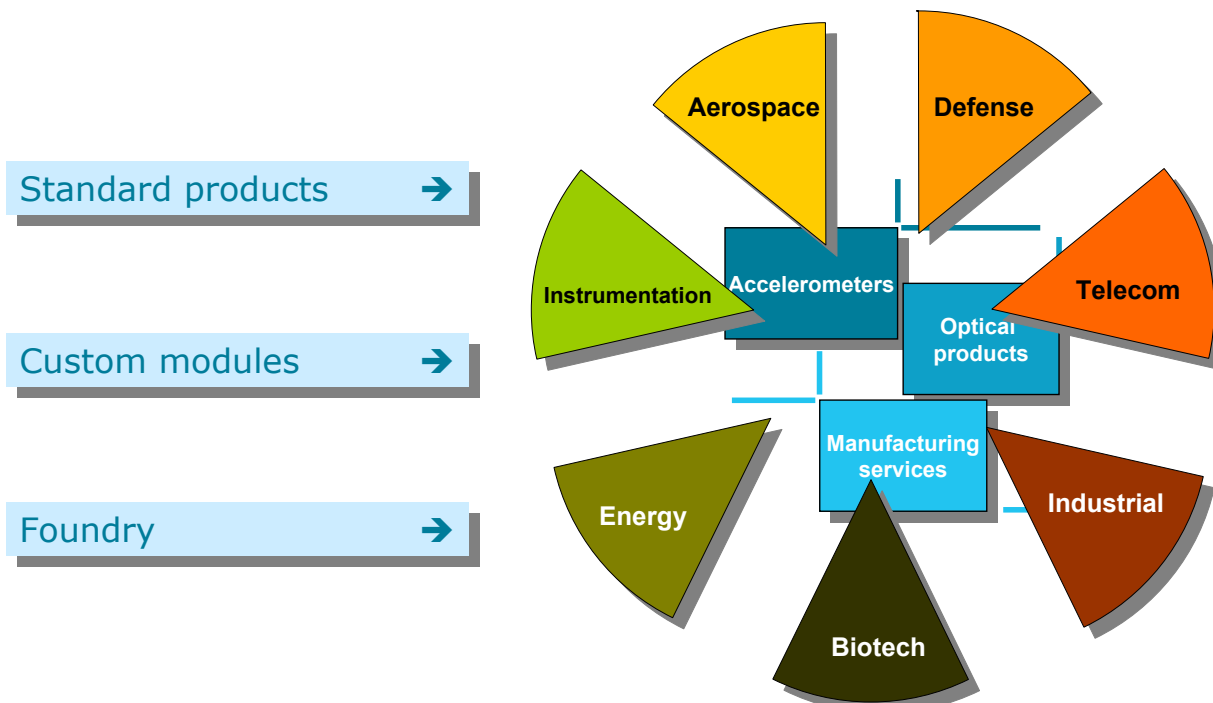 Standard products ➔
Custom modules ➔
Foundry ➔
Aerospace
Defense
Instrumentation
Accelerometers
Telecom
Optical
products
Manufacturing
services
Energy
Industrial
Biotech